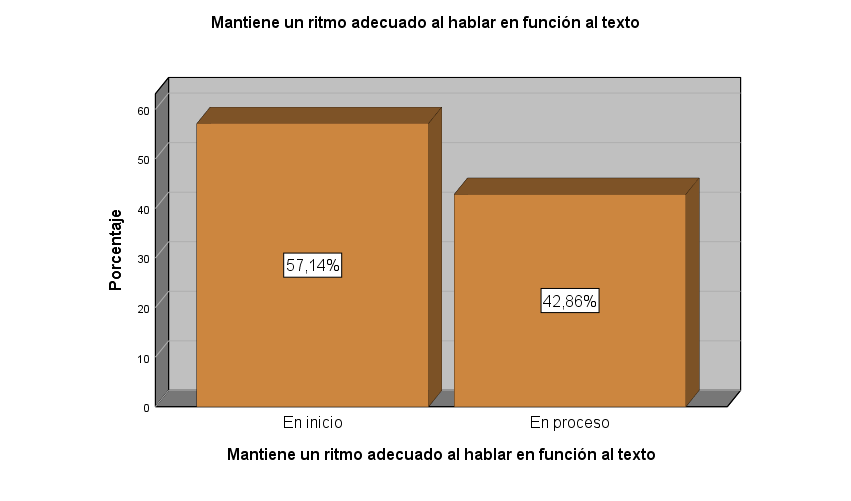 Mantiene un ritmo adecuado al hablar en función al texto
60
50
40
30
20
10
0
Porcentaje
57,14%
42,86%
En inicio
En proceso
Mantiene un ritmo adecuado al hablar en función al texto